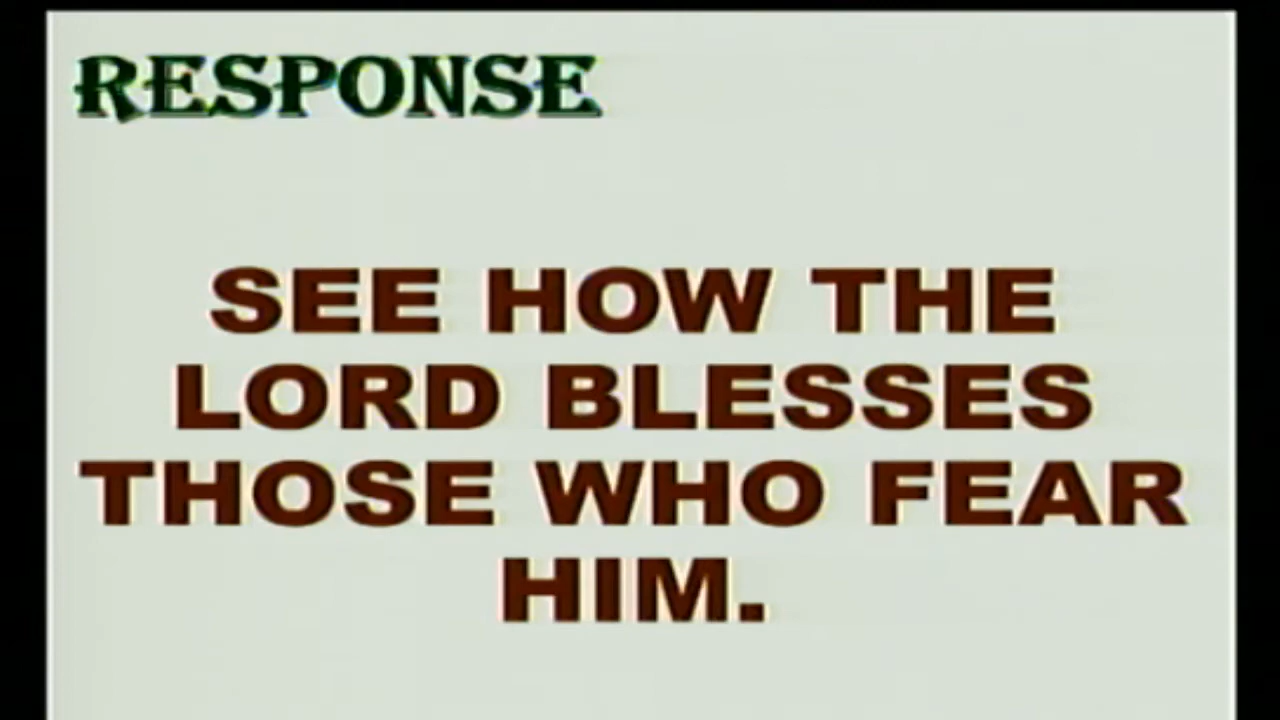 RESPONSE
SEE HOW THE
LORD BLESSES
THOSE WHO FEAR
HIM.